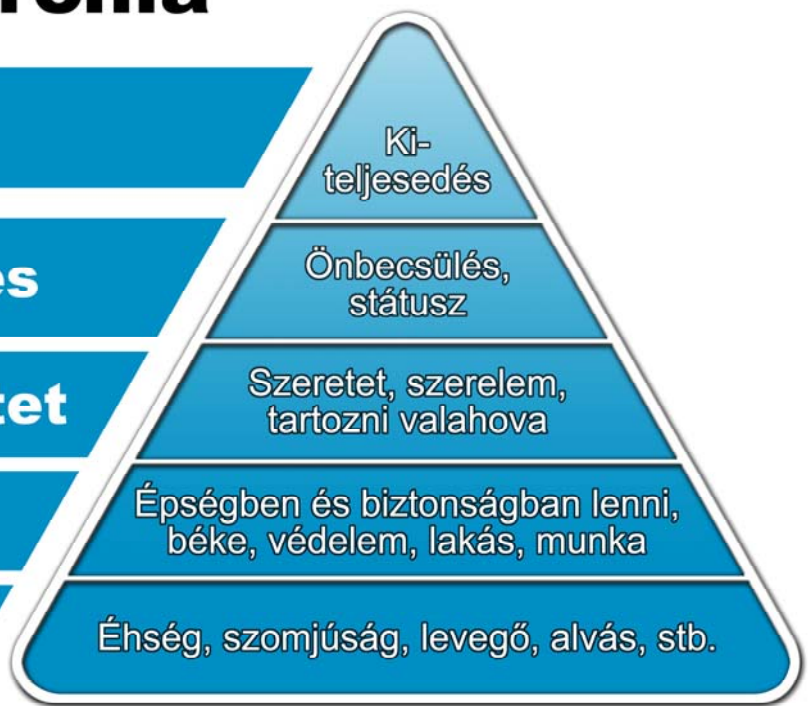 Ki-
teljesedés
Önbecsülés,
státusz
Szeretet, szerelem,
tartozni valahova
Épségben és biztonságban lenni,
béke, védelem, lakás, munka
Éhség, szomjúság, levegő, alvás, stb.